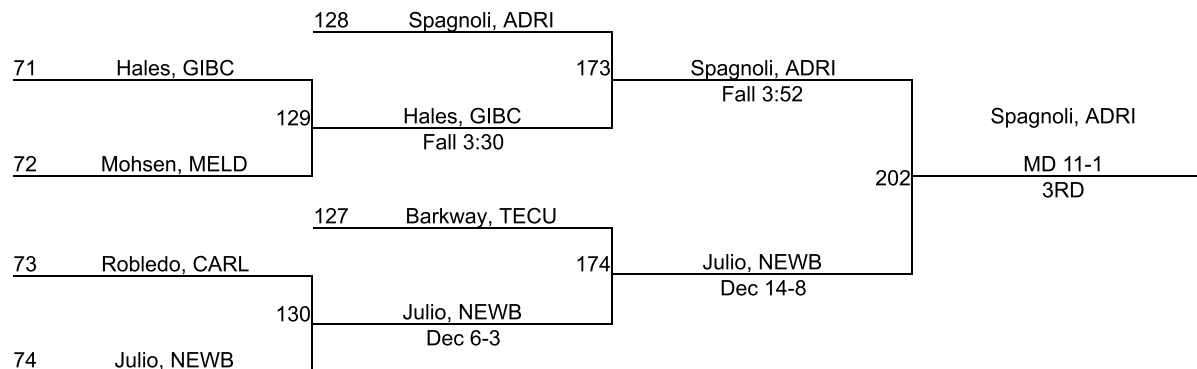 128 Spagnoli, ADRI
71 Hales, GIBC
173 Spagnoli, ADRI
Fall 3:52
129 Hales, GIBC
Fall 3:30
Spagnoli, ADRI
72 Mohsen, MELD
202 MD 11-1
3RD
127 Barkway, TECU
73 Robledo, CARL
174 Julio, NEWB
Dec 14-8
130 Julio, NEWB
Dec 6-3
74 Julio, NEWB